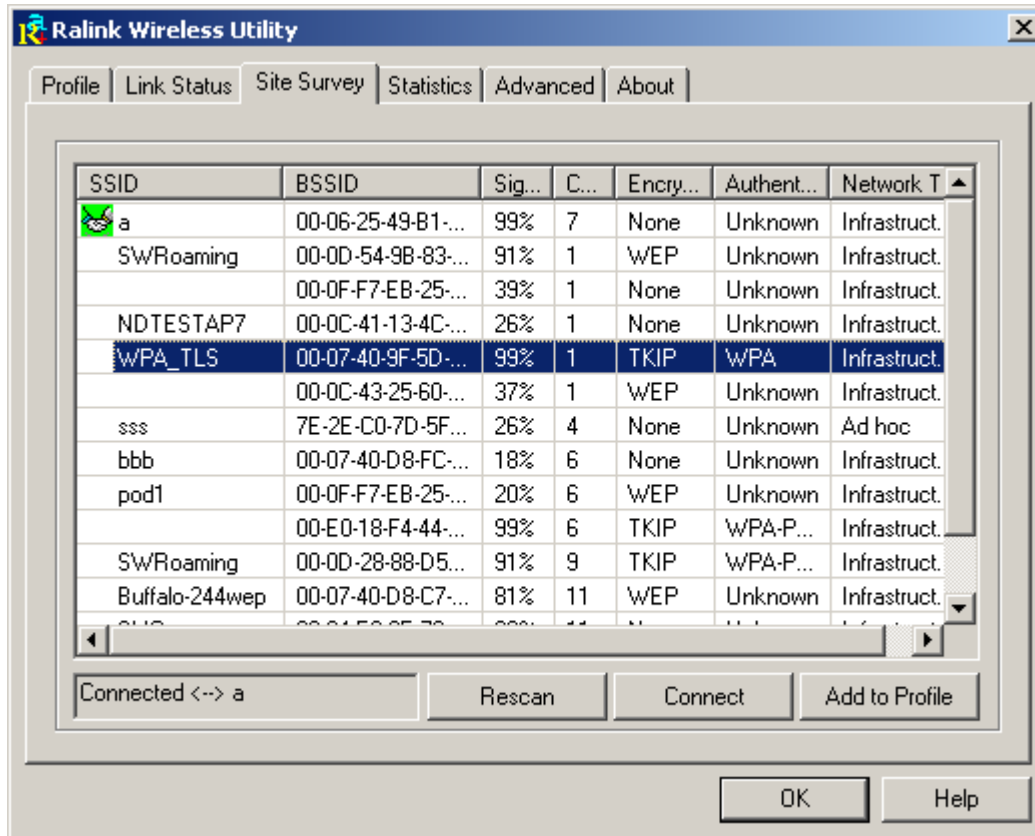 Ralink Wireless Utility
Profile Link Status Site Survey Statistics Advanced About
SSID BSSID Sig... C... Encry... Authent... Network T
a 00-06-25-49-B1-... 99% 7 None Unknown Infrastruct.
SWRoaming 00-0D-54-9B-83-... 91% 1 WEP Unknown Infrastruct.
00-0F-F7-EB-25-... 39% 1 None Unknown Infrastruct.
NDTESTAP7 00-0C-41-13-4C-... 26% 1 None Unknown Infrastruct.
WPA_TLS 00-07-40-9F-5D-... 99% 1 TKIP WPA Infrastruct.
00-0C-43-25-60-... 37% 1 WEP Unknown Infrastruct.
sss 7E-2E-C0-7D-5F... 26% 4 None Unknown Ad hoc
bbb 00-07-40-D8-FC-... 18% 6 None Unknown Infrastruct.
pod1 00-0F-F7-EB-25-... 20% 6 WEP Unknown Infrastruct.
00-E0-18-F4-44-... 99% 6 TKIP WPA-P... Infrastruct.
SWRoaming 00-0D-28-88-D5... 91% 9 TKIP WPA-P... Infrastruct.
Buffalo-244wep 00-07-40-D8-C7-... 81% 11 WEP Unknown Infrastruct.
Connected <--> a Rescan Connect Add to Profile
OK Help